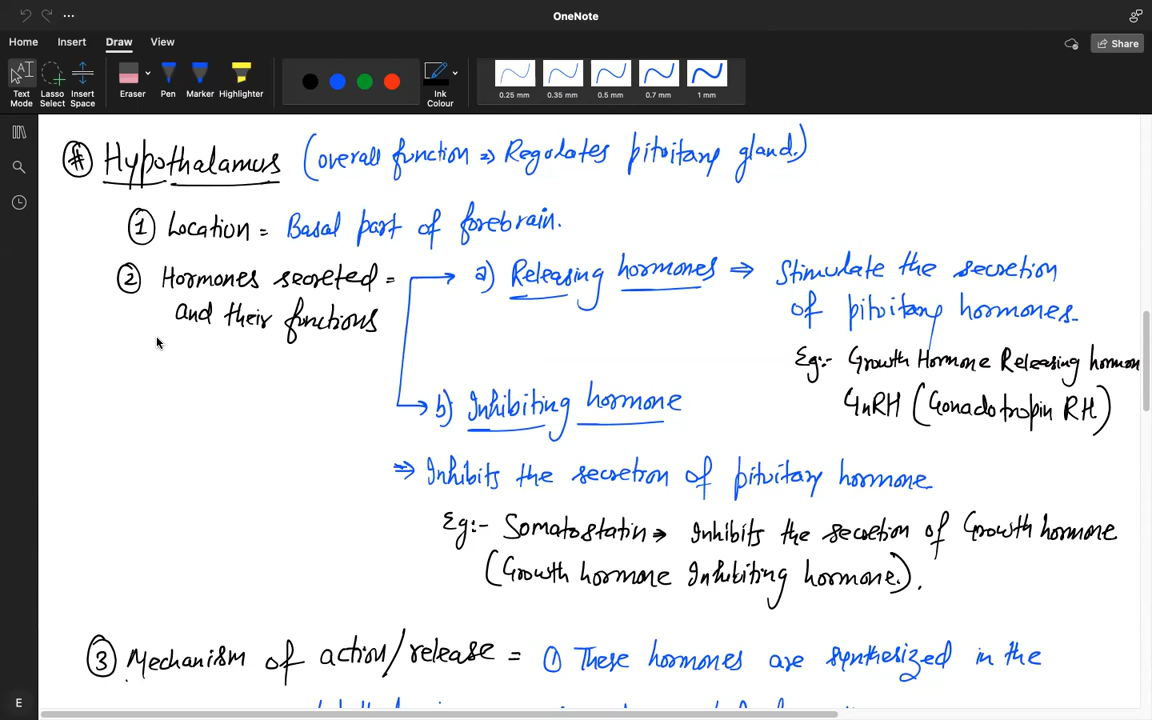 OneNote
Home Insert Draw View
Share
Text Mode Lasso Select Insert Space Eraser Pen Marker Highlighter Ink Colour 0.25 mm 0.35 mm 0.5 mm 0.7 mm 1 mm
# Hypothalamus (overall function => Regulates pituitary gland.)
① Location = Basal part of forebrain.
② Hormones secreted = a) Releasing hormones => Stimulate the secretion
and their functions of pituitary hormones.
Eg:- Growth Hormone Releasing hormon
b) Inhibiting hormone GnRH (Gonadotropin RH)
=> Inhibits the secretion of pituitary hormone
Eg:- Somatostatin → Inhibits the secretion of Growth hormone
(Growth hormone Inhibiting hormone).
③ Mechanism of action/release = ① These hormones are synthesized in the
E